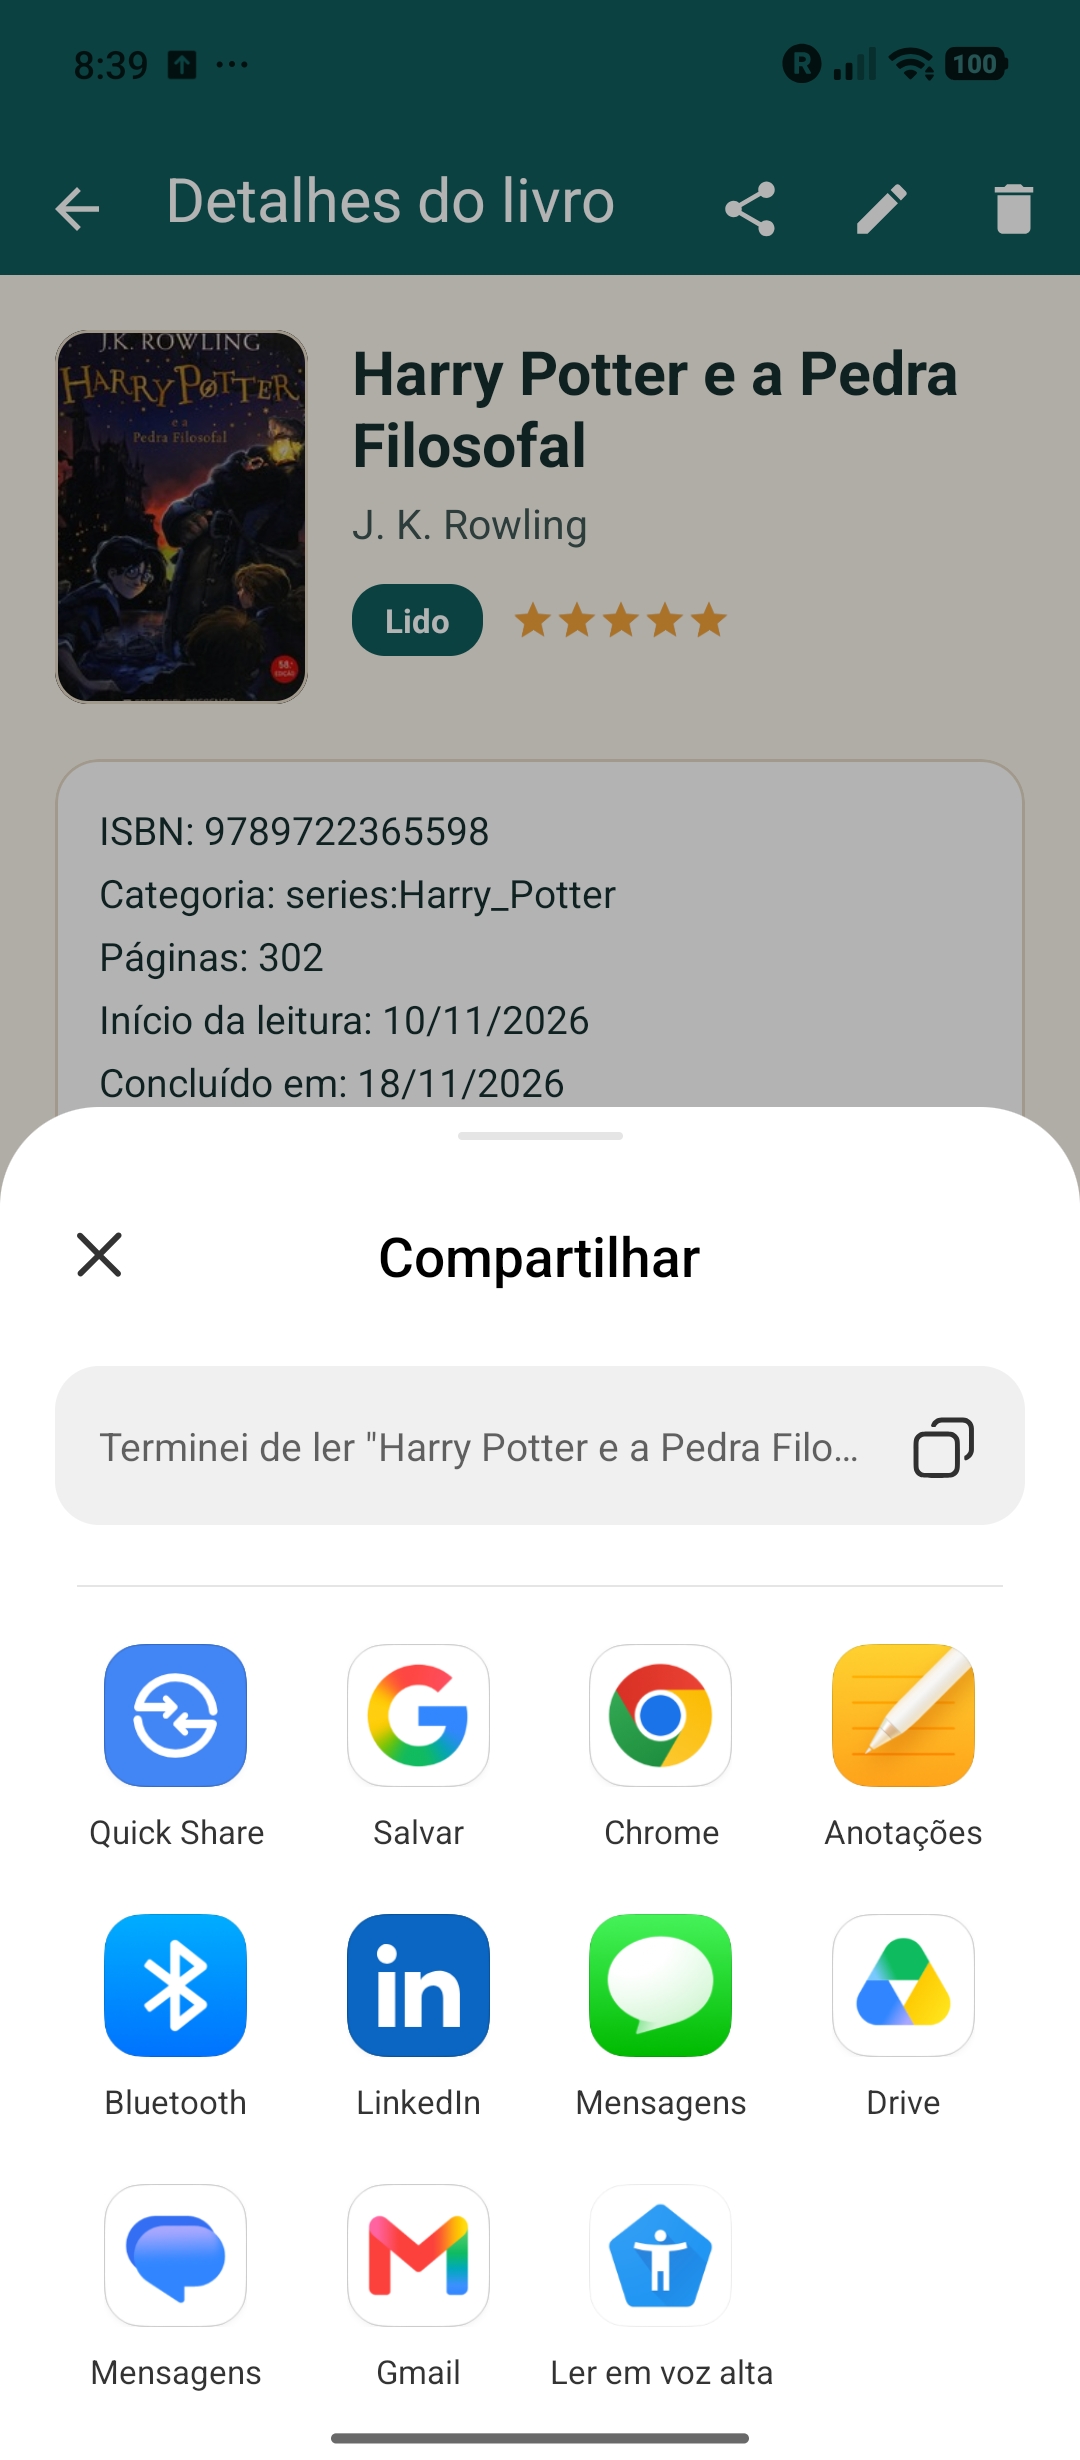 8:39
R
100
Detalhes do livro
J.K. ROWLING
HARRY POTTER
e a
Pedra Filosofal
58.ª
EDIÇÃO
Harry Potter e a Pedra
Filosofal
J. K. Rowling
Lido
ISBN: 9789722365598
Categoria: series:Harry_Potter
Páginas: 302
Início da leitura: 10/11/2026
Concluído em: 18/11/2026
Compartilhar
Terminei de ler "Harry Potter e a Pedra Filo...
Quick Share
Salvar
Chrome
Anotações
in
Bluetooth
LinkedIn
Mensagens
Drive
Mensagens
Gmail
Ler em voz alta